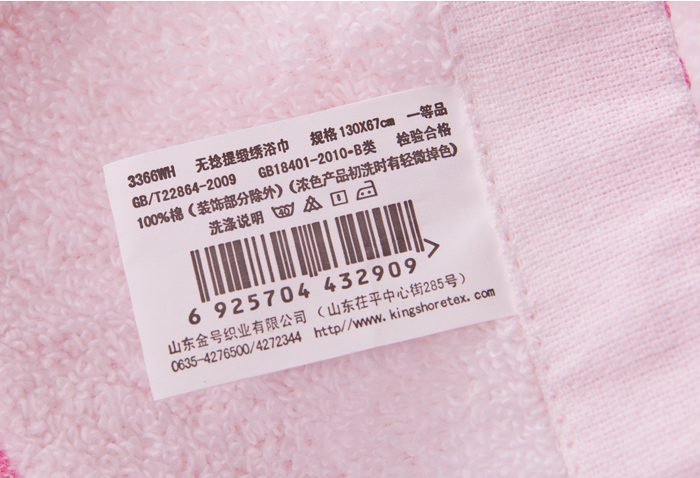 3366WH 无捻提缎绣浴巾 规格130X67cm 一等品
GB/T22864-2009 GB18401-2010·B类 检验合格
100%棉（装饰部分除外）（浓色产品初洗时有轻微掉色）
洗涤说明
6 925704 432909 >
山东金号织业有限公司（山东茌平中心街285号）
0635-4276500/4272344 http//www.kingshoretex.com